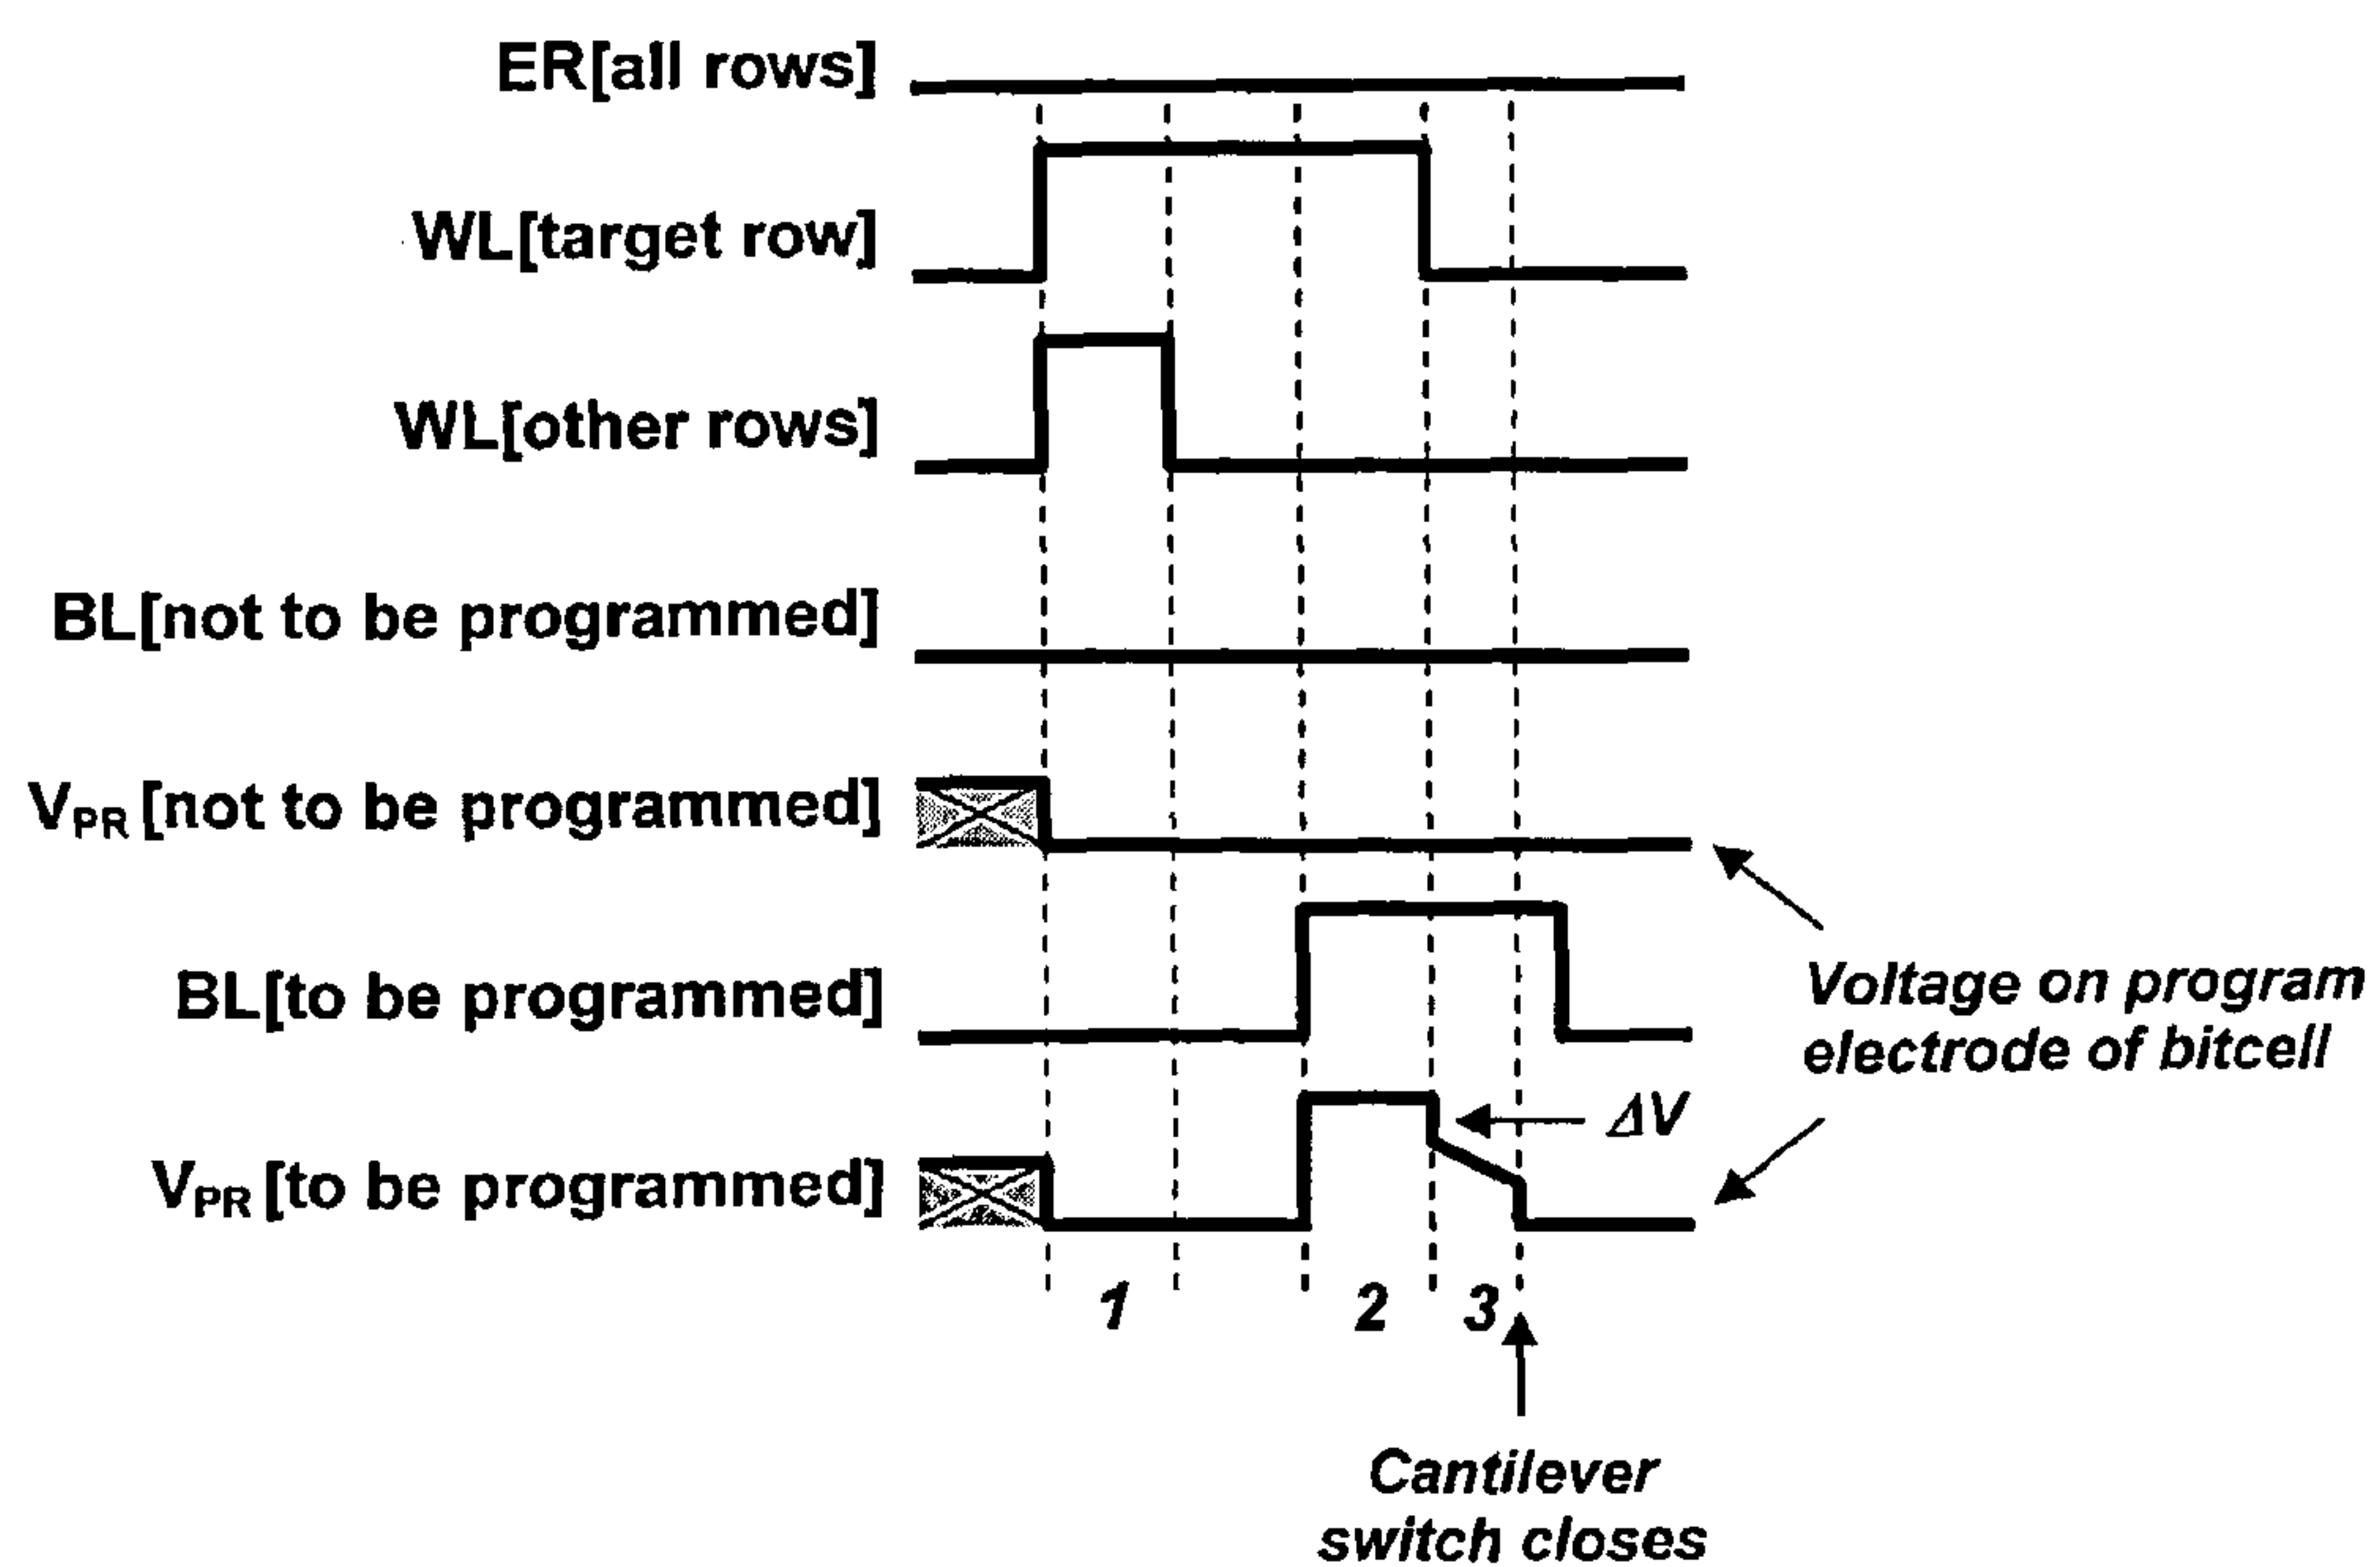 ER[all rows]
WL[target row]
WL[other rows]
BL[not to be programmed]
VPR [not to be programmed]
BL[to be programmed]
Voltage on program
electrode of bitcell
ΔV
VPR [to be programmed]
1 2 3
Cantilever
switch closes